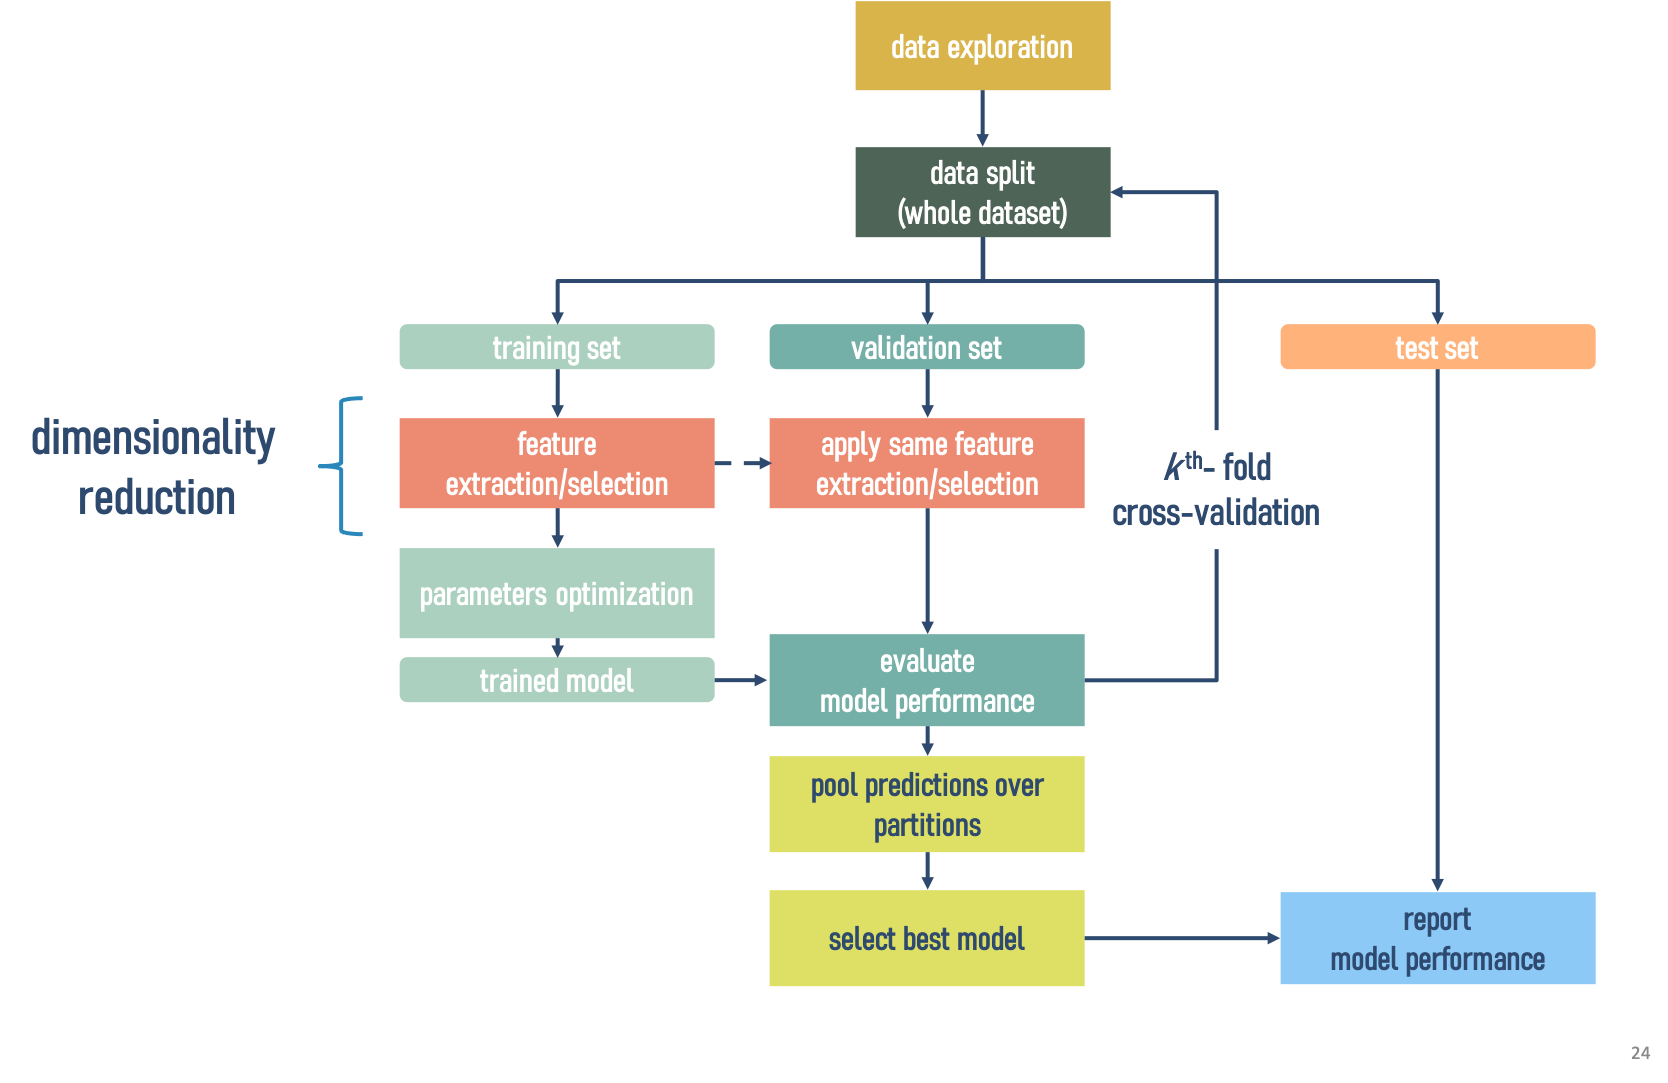 data exploration
data split
(whole dataset)
training set
validation set
test set
dimensionality
reduction
feature
extraction/selection
apply same feature
extraction/selection
kth- fold
cross-validation
parameters optimization
trained model
evaluate
model performance
pool predictions over
partitions
select best model
report
model performance
24